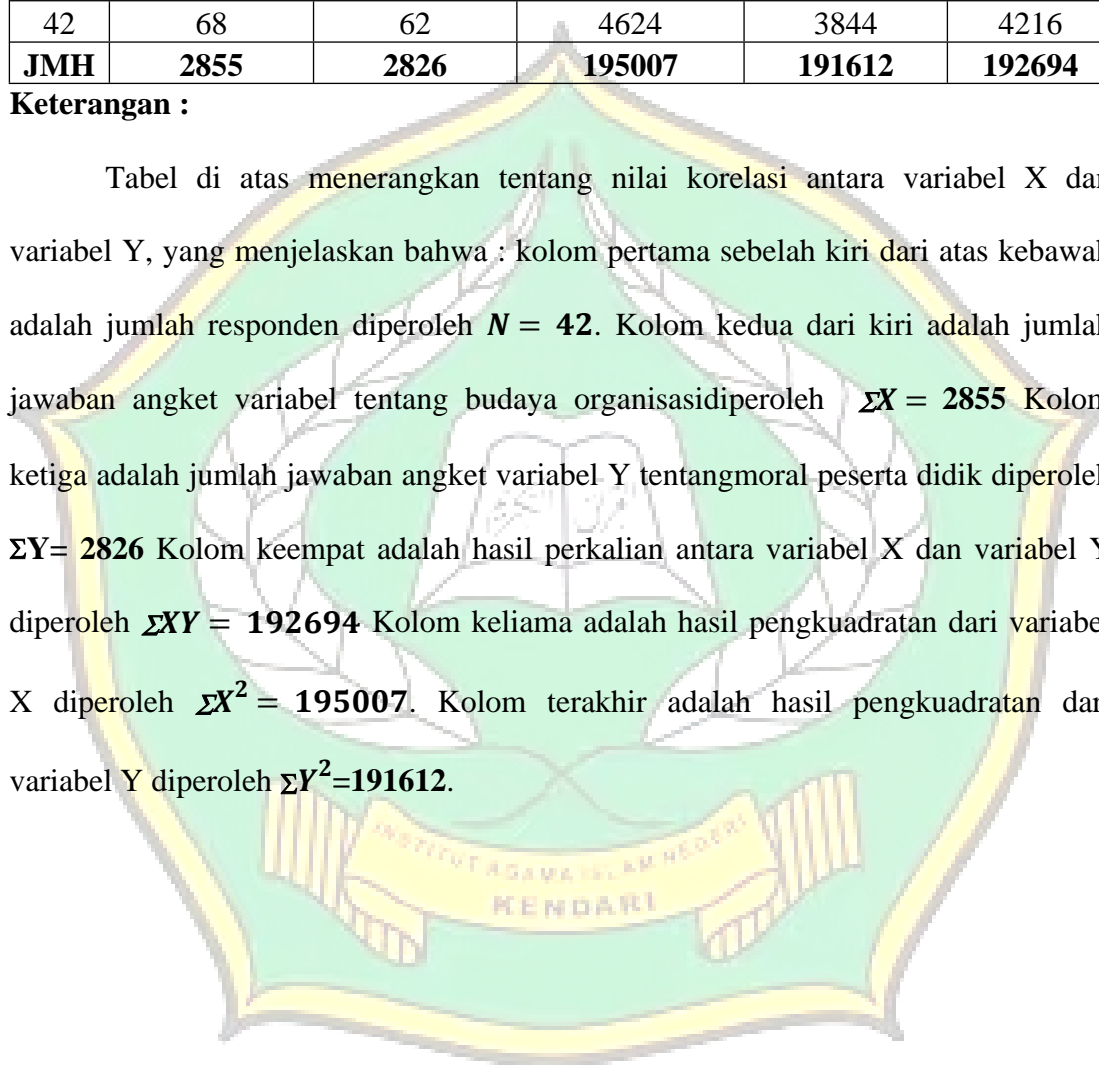 42 68 62 4624 3844 4216
JMH 2855 2826 195007 191612 192694
Keterangan :
Tabel di atas menerangkan tentang nilai korelasi antara variabel X dan
variabel Y, yang menjelaskan bahwa : kolom pertama sebelah kiri dari atas kebawah
adalah jumlah responden diperoleh N = 42. Kolom kedua dari kiri adalah jumlah
jawaban angket variabel tentang budaya organisasidiperoleh ΣX = 2855 Kolom
ketiga adalah jumlah jawaban angket variabel Y tentangmoral peserta didik diperoleh
ΣY= 2826 Kolom keempat adalah hasil perkalian antara variabel X dan variabel Y
diperoleh ΣXY = 192694 Kolom keliama adalah hasil pengkuadratan dari variabel
X diperoleh ΣX² = 195007. Kolom terakhir adalah hasil pengkuadratan dari
variabel Y diperoleh ΣY²=191612.
INSTITUT AGAMA ISLAM NEGERI
KENDARI